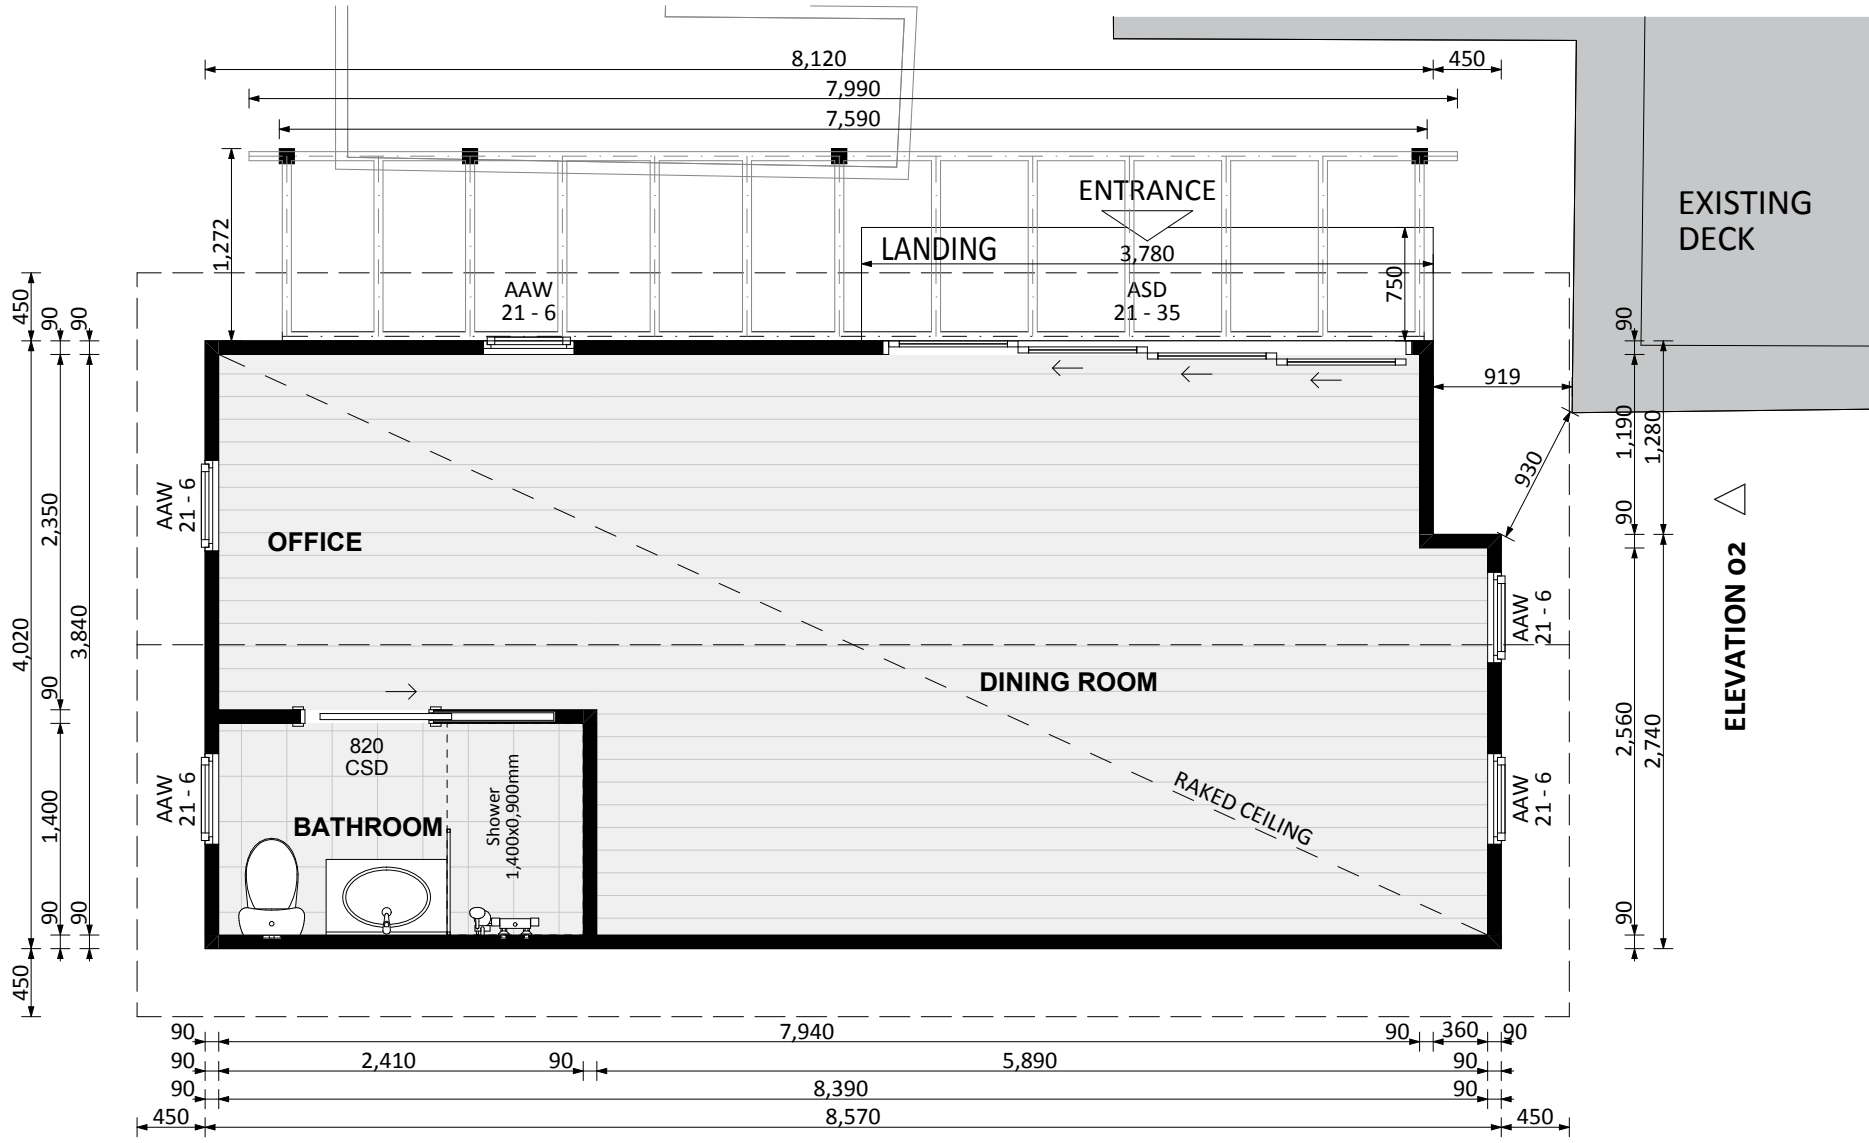 8,120
450
7,990
7,590
EXISTING
DECK
ENTRANCE
LANDING
3,780
1,272
750
AAW
21 - 6
ASD
21 - 35
450
90
90
90
919
930
1,190
1,280
90
AAW
21 - 6
2,350
OFFICE
4,020
3,840
AAW
21 - 6
ELEVATION 02
DINING ROOM
90
2,560
2,740
820
CSD
AAW
21 - 6
1,400
BATHROOM
Shower
1,400x0,900mm
RAKED CEILING
AAW
21 - 6
90
90
90
450
90
7,940
90
360
90
90
2,410
90
5,890
90
90
8,390
90
450
8,570
450